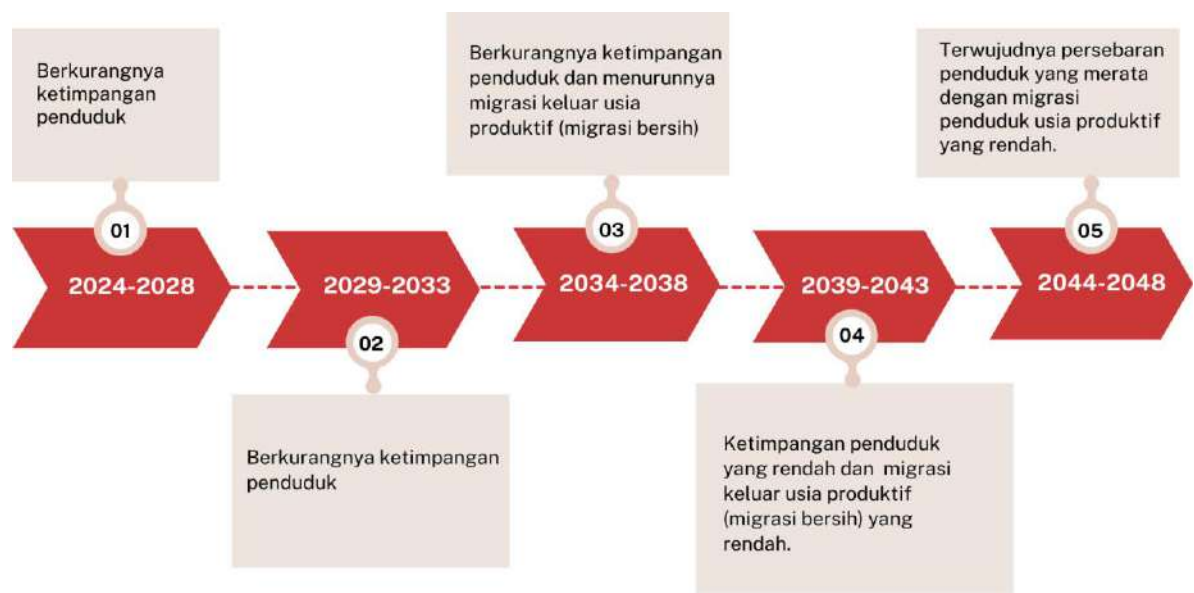 Berkurangnya
ketimpangan
penduduk
01
2024-2028
2029-2033
02
Berkurangnya ketimpangan
penduduk
Berkurangnya ketimpangan
penduduk dan menurunnya
migrasi keluar usia
produktif (migrasi bersih)
03
2034-2038
2039-2043
04
Ketimpangan penduduk
yang rendah dan migrasi
keluar usia produktif
(migrasi bersih) yang
rendah.
Terwujudnya persebaran
penduduk yang merata
dengan migrasi
penduduk usia produktif
yang rendah.
05
2044-2048